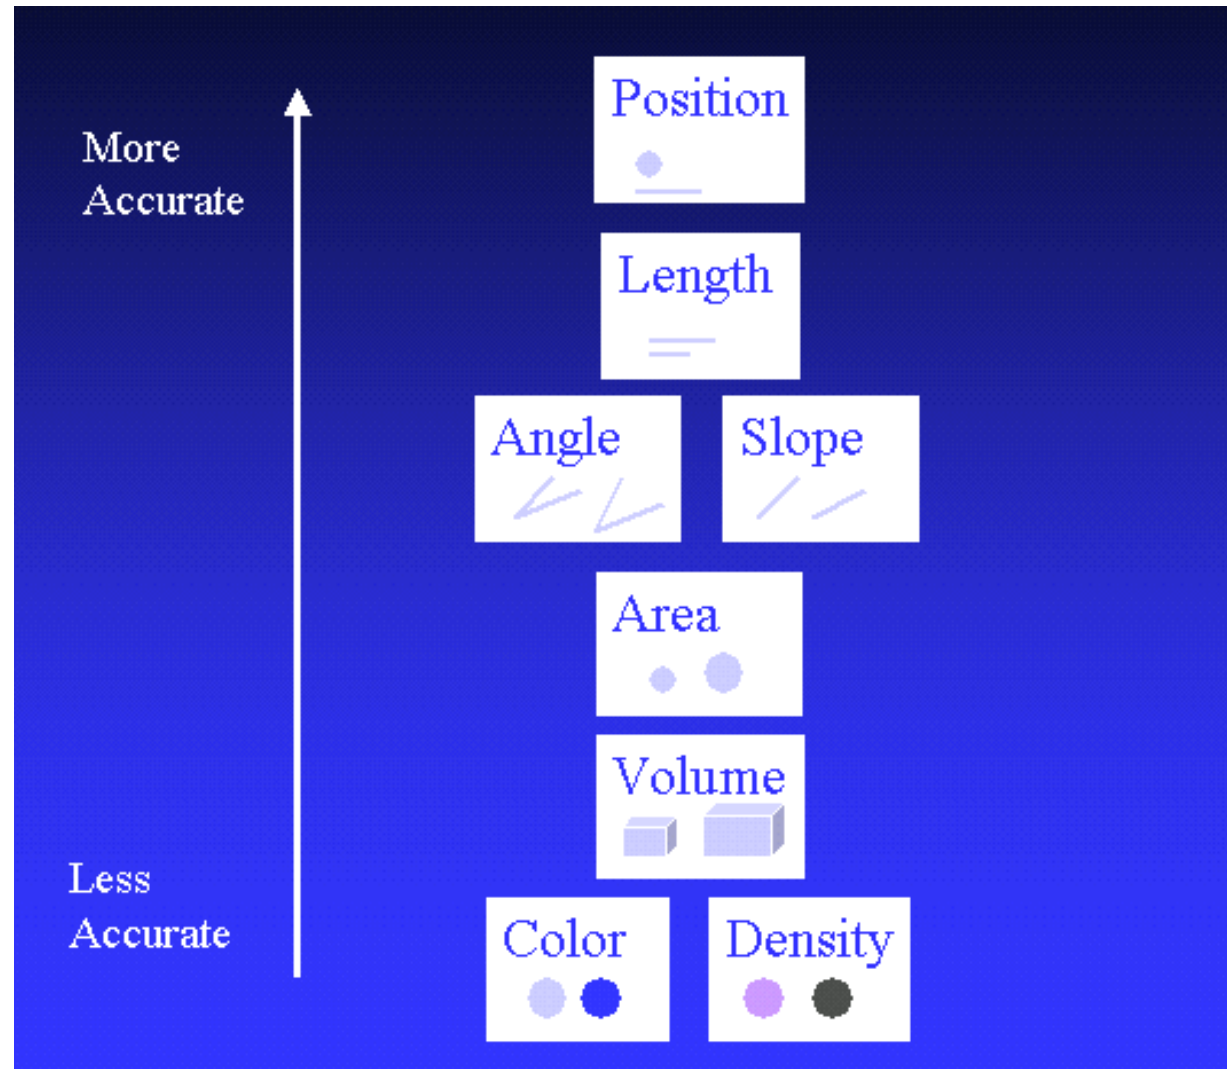 Position
More
Accurate
Length
Angle
Slope
Area
Volume
Less
Accurate
Color
Density